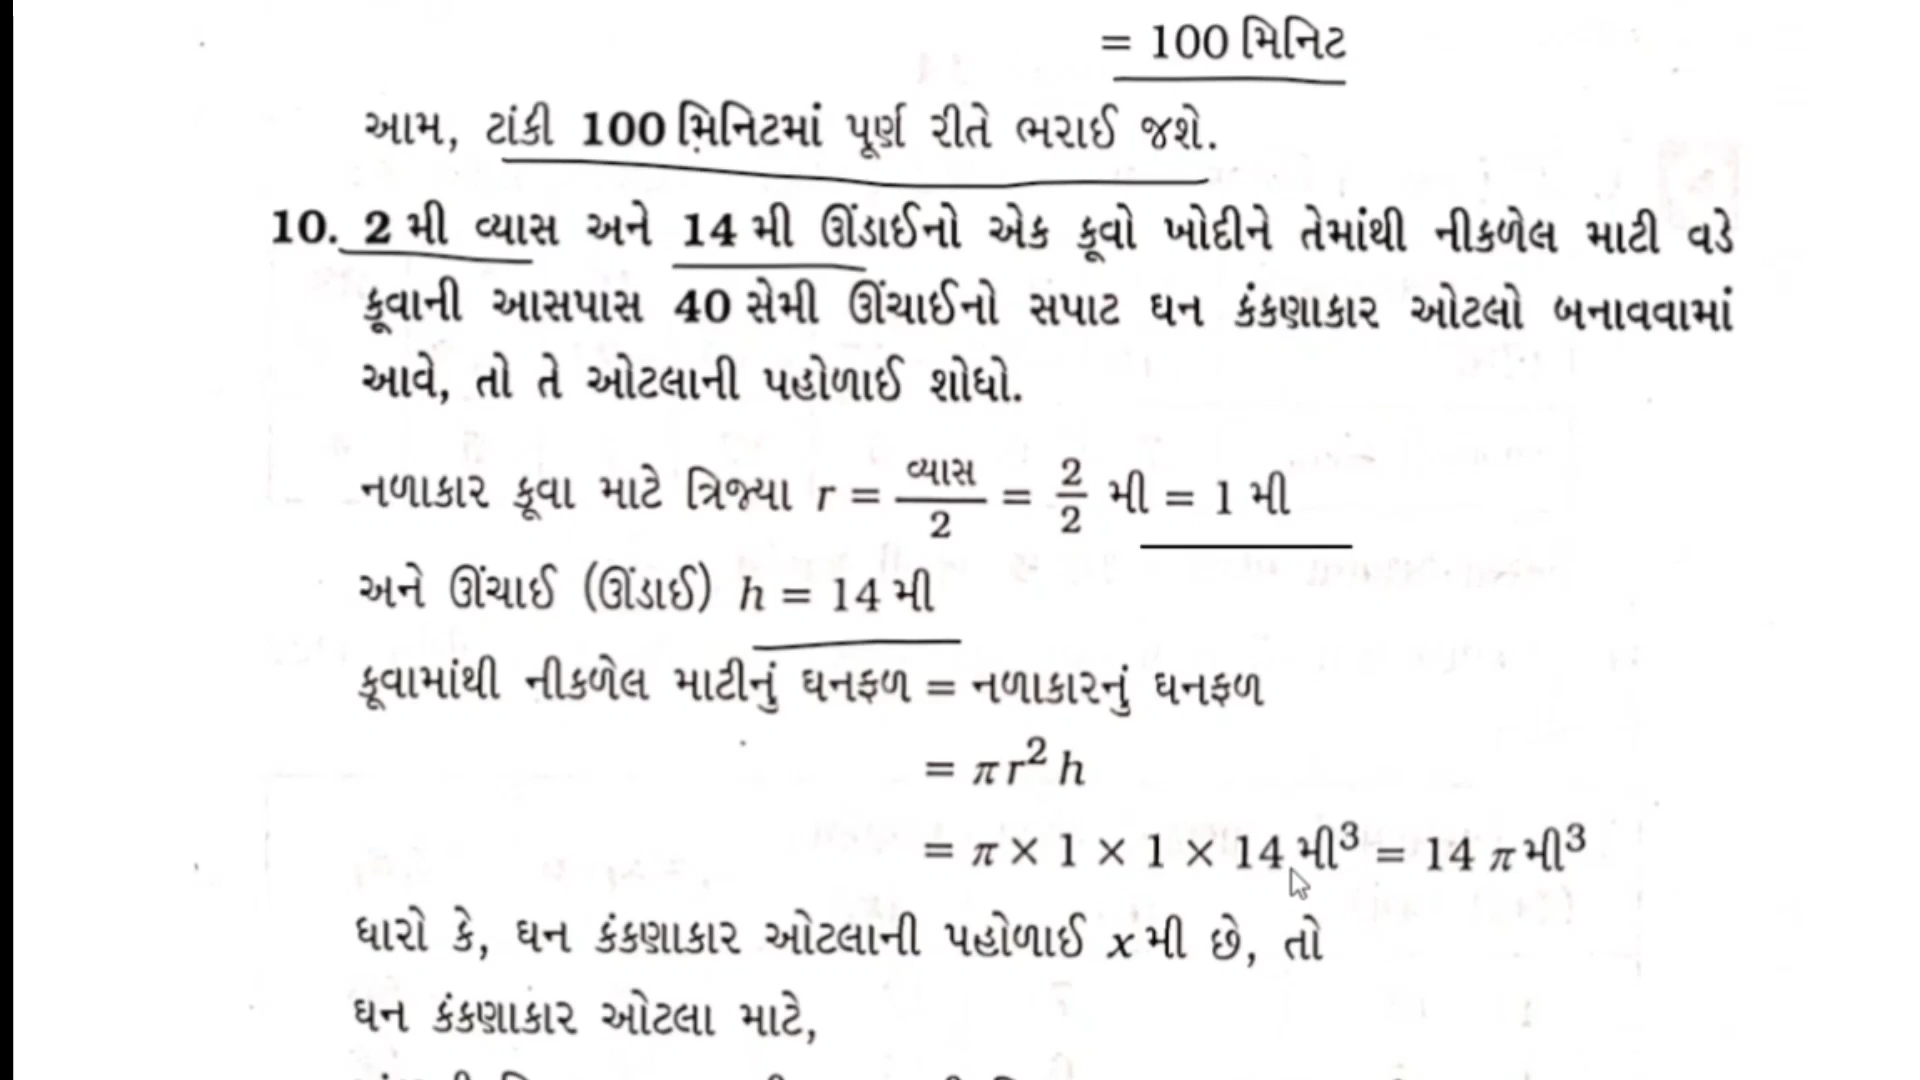 = 100 મિનિટ
આમ, ટાંકી 100 મિનિટમાં પૂર્ણ રીતે ભરાઈ જશે.
10. 2 મી વ્યાસ અને 14 મી ઊંડાઈનો એક કૂવો ખોદીને તેમાંથી નીકળેલ માટી વડે
કૂવાની આસપાસ 40 સેમી ઊંચાઈનો સપાટ ઘન કંકણાકાર ઓટલો બનાવવામાં
આવે, તો તે ઓટલાની પહોળાઈ શોધો.
નળાકાર કૂવા માટે ત્રિજ્યા r = વ્યાસ/2 = 2/2 મી = 1 મી
અને ઊંચાઈ (ઊંડાઈ) h = 14 મી
કૂવામાંથી નીકળેલ માટીનું ઘનફળ = નળાકારનું ઘનફળ
= πr² h
= π × 1 × 1 × 14 મી³ = 14 π મી³
ધારો કે, ઘન કંકણાકાર ઓટલાની પહોળાઈ x મી છે, તો
ઘન કંકણાકાર ઓટલા માટે,